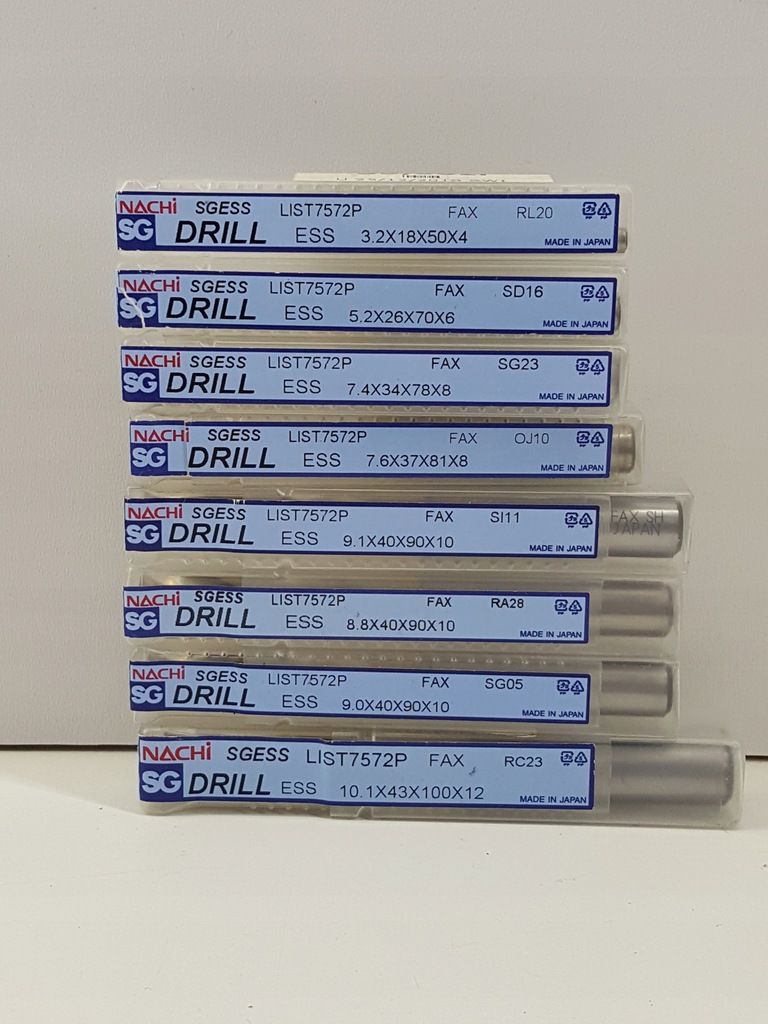 NACHi SGESS LIST7572P FAX RL20
SG DRILL ESS 3.2X18X50X4 MADE IN JAPAN
NACHi SGESS LIST7572P FAX SD16
SG DRILL ESS 5.2X26X70X6 MADE IN JAPAN
NACHi SGESS LIST7572P FAX SG23
SG DRILL ESS 7.4X34X78X8 MADE IN JAPAN
NACHi SGESS LIST7572P FAX OJ10
SG DRILL ESS 7.6X37X81X8 MADE IN JAPAN
NACHi SGESS LIST7572P FAX SI11
SG DRILL ESS 9.1X40X90X10 MADE IN JAPAN
FAX SH
JAPAN
NACHi SGESS LIST7572P FAX RA28
SG DRILL ESS 8.8X40X90X10 MADE IN JAPAN
NACHi SGESS LIST7572P FAX SG05
SG DRILL ESS 9.0X40X90X10 MADE IN JAPAN
NACHi SGESS LIST7572P FAX RC23
SG DRILL ESS 10.1X43X100X12 MADE IN JAPAN